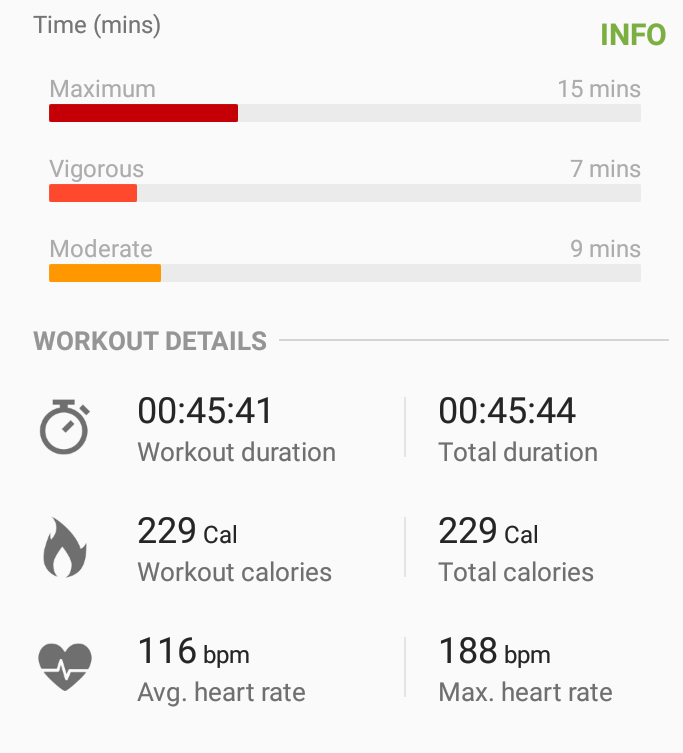 Time (mins)
INFO
Maximum 15 mins
Vigorous 7 mins
Moderate 9 mins
WORKOUT DETAILS
00:45:41 00:45:44
Workout duration Total duration
229 Cal 229 Cal
Workout calories Total calories
116 bpm 188 bpm
Avg. heart rate Max. heart rate